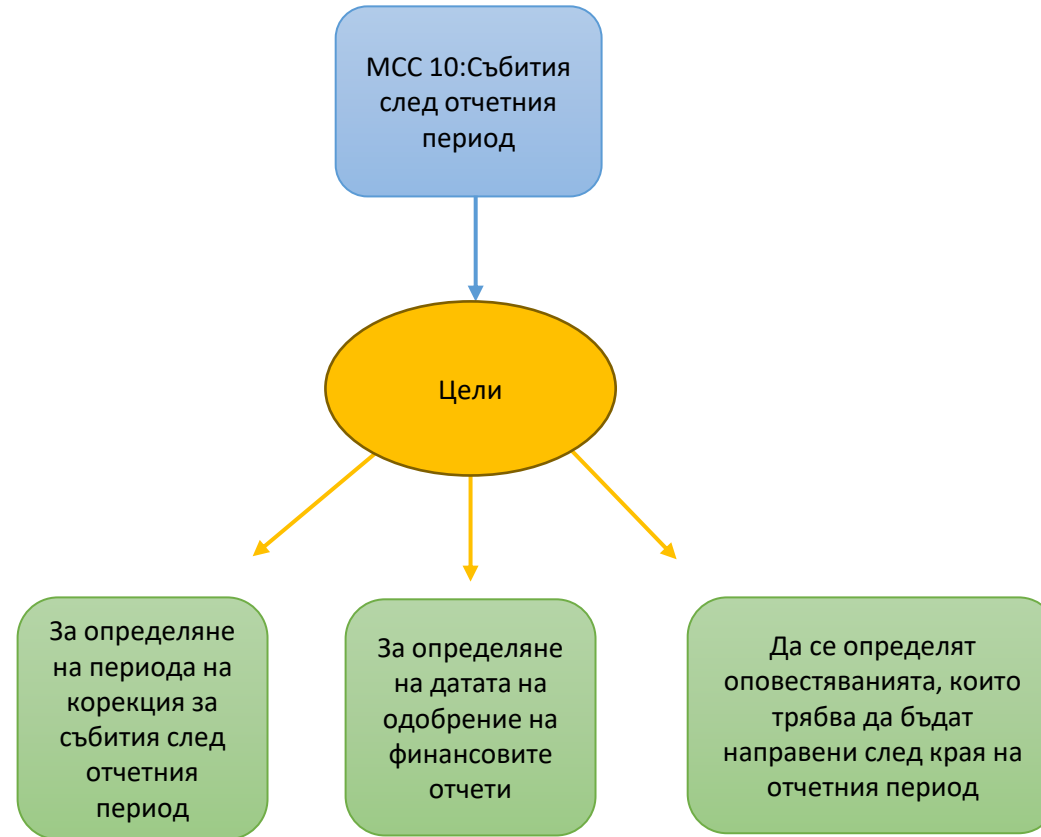 МСС 10:Събития
след отчетния
период
Цели
За определяне
на периода на
корекция за
събития след
отчетния
период
За определяне
на датата на
одобрение на
финансовите
отчети
Да се определят
оповестяванията, които
трябва да бъдат
направени след края на
отчетния период